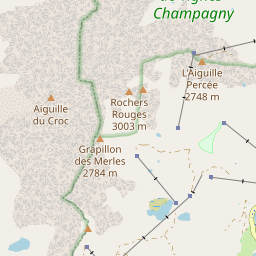 Champagny
L'Aiguille
Percée
2748 m
Aiguille
du Croc
Rochers
Rouges
3003 m
Grapillon
des Merles
2784 m